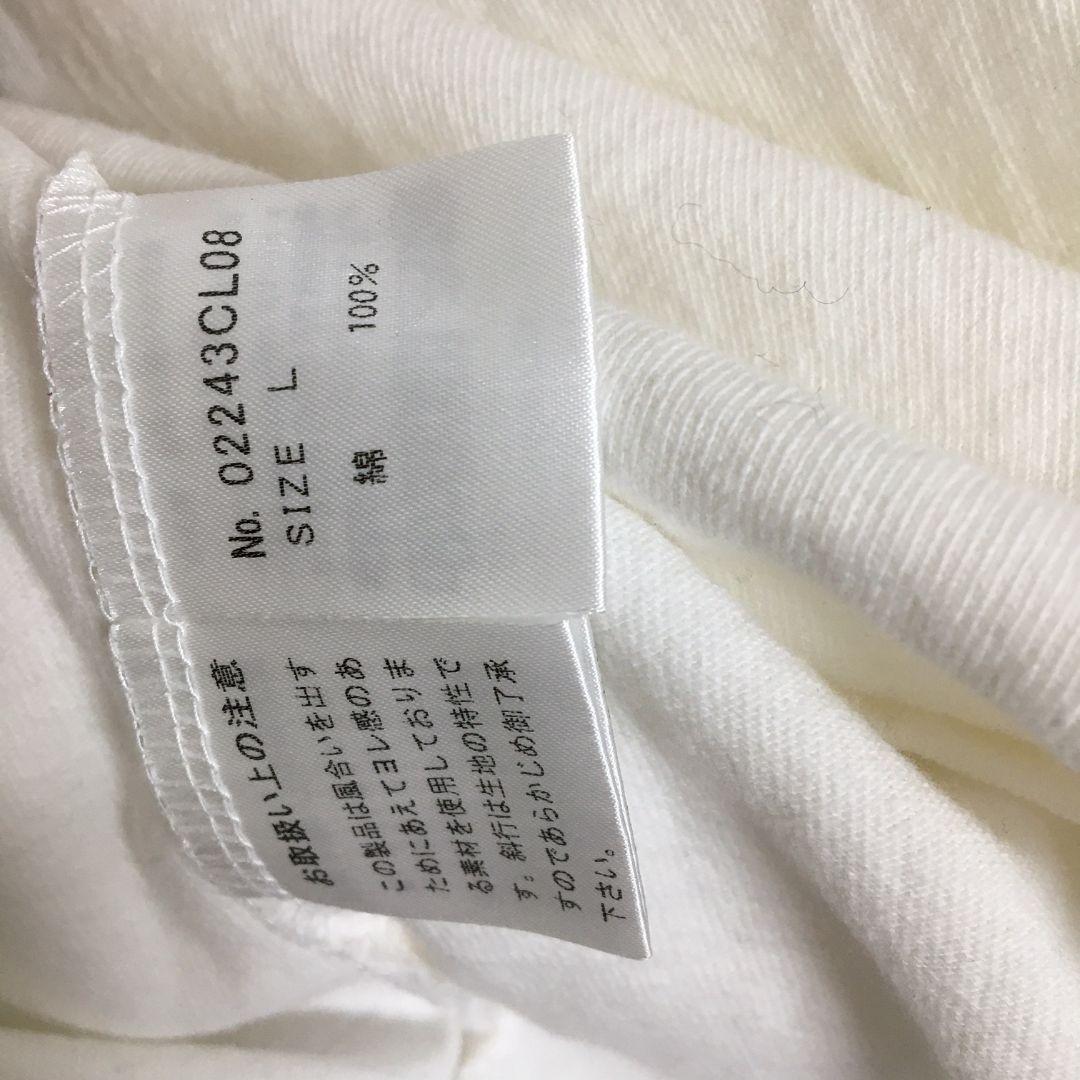 No. 02243CL08
SIZE L
綿 100%
お取扱い上の注意
この製品は風合いを出す
ためにあえてヨレ感のあ
る素材を使用しておりま
す。斜行は生地の特性で
すのであらかじめ御了承
下さい。